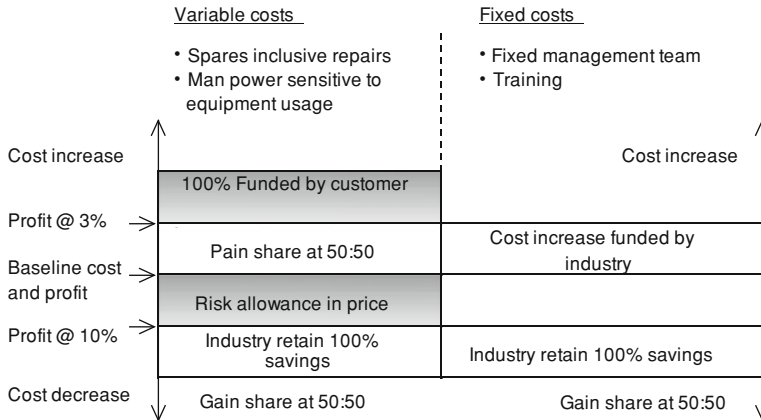 Variable costs
Fixed costs
• Spares inclusive repairs
• Man power sensitive to
equipment usage
• Fixed management team
• Training
Cost increase
Cost increase
100% Funded by customer
Profit @ 3%
Pain share at 50:50
Cost increase funded by
industry
Baseline cost
and profit
Risk allowance in price
Profit @ 10%
Industry retain 100%
savings
Industry retain 100% savings
Cost decrease
Gain share at 50:50
Gain share at 50:50